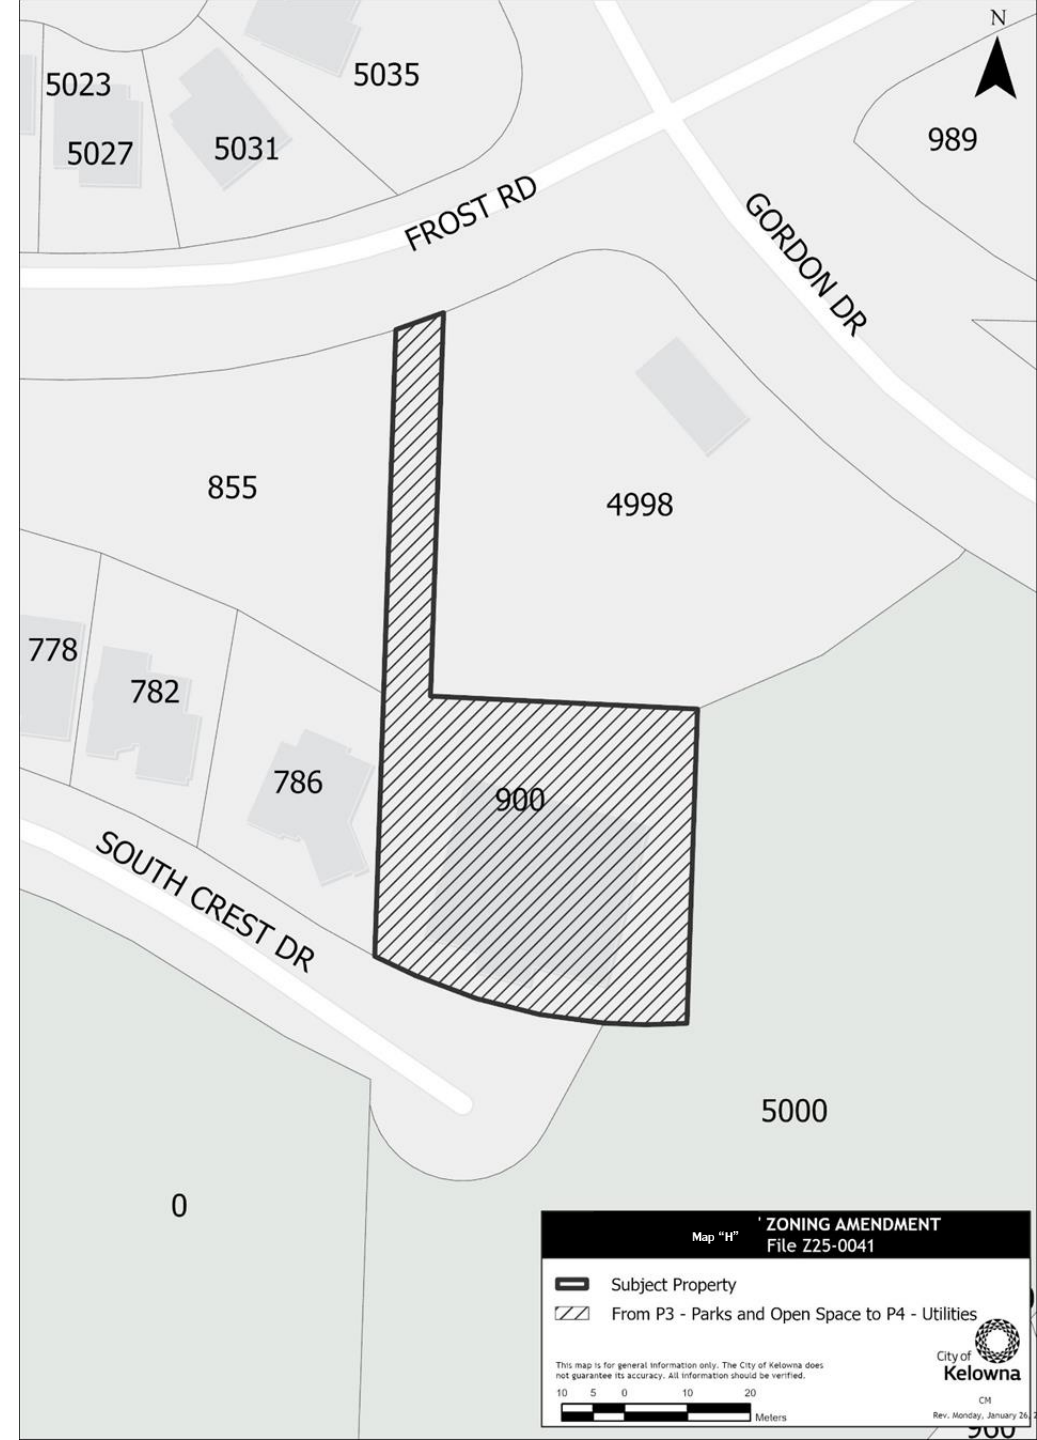 N
5023
5035
5027
5031
989
FROST RD
GORDON DR
855
4998
778
782
786
900
SOUTH CREST DR
5000
0
Map “H”
' ZONING AMENDMENT
File Z25-0041
Subject Property
From P3 - Parks and Open Space to P4 - Utilities
City of
Kelowna
This map is for general information only. The City of Kelowna does
not guarantee its accuracy. All information should be verified.
10 5 0 10 20
Meters
CM
Rev. Monday, January 26,